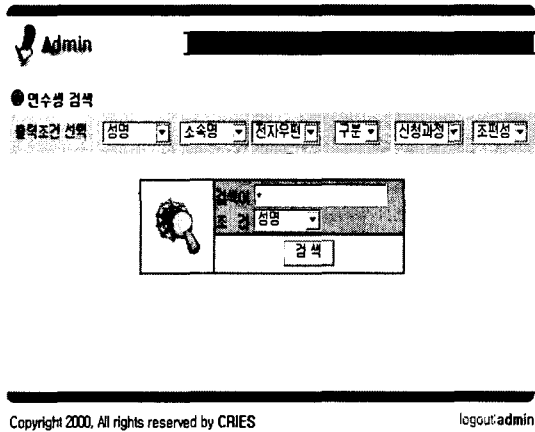 Admin
연수생 검색
출력조건 선택 성명 소속명 전자우편 구분 신청과정 조편성
검색어 *
조 건 성명
검 색
Copyright 2000, All rights reserved by CRIES
logout:admin